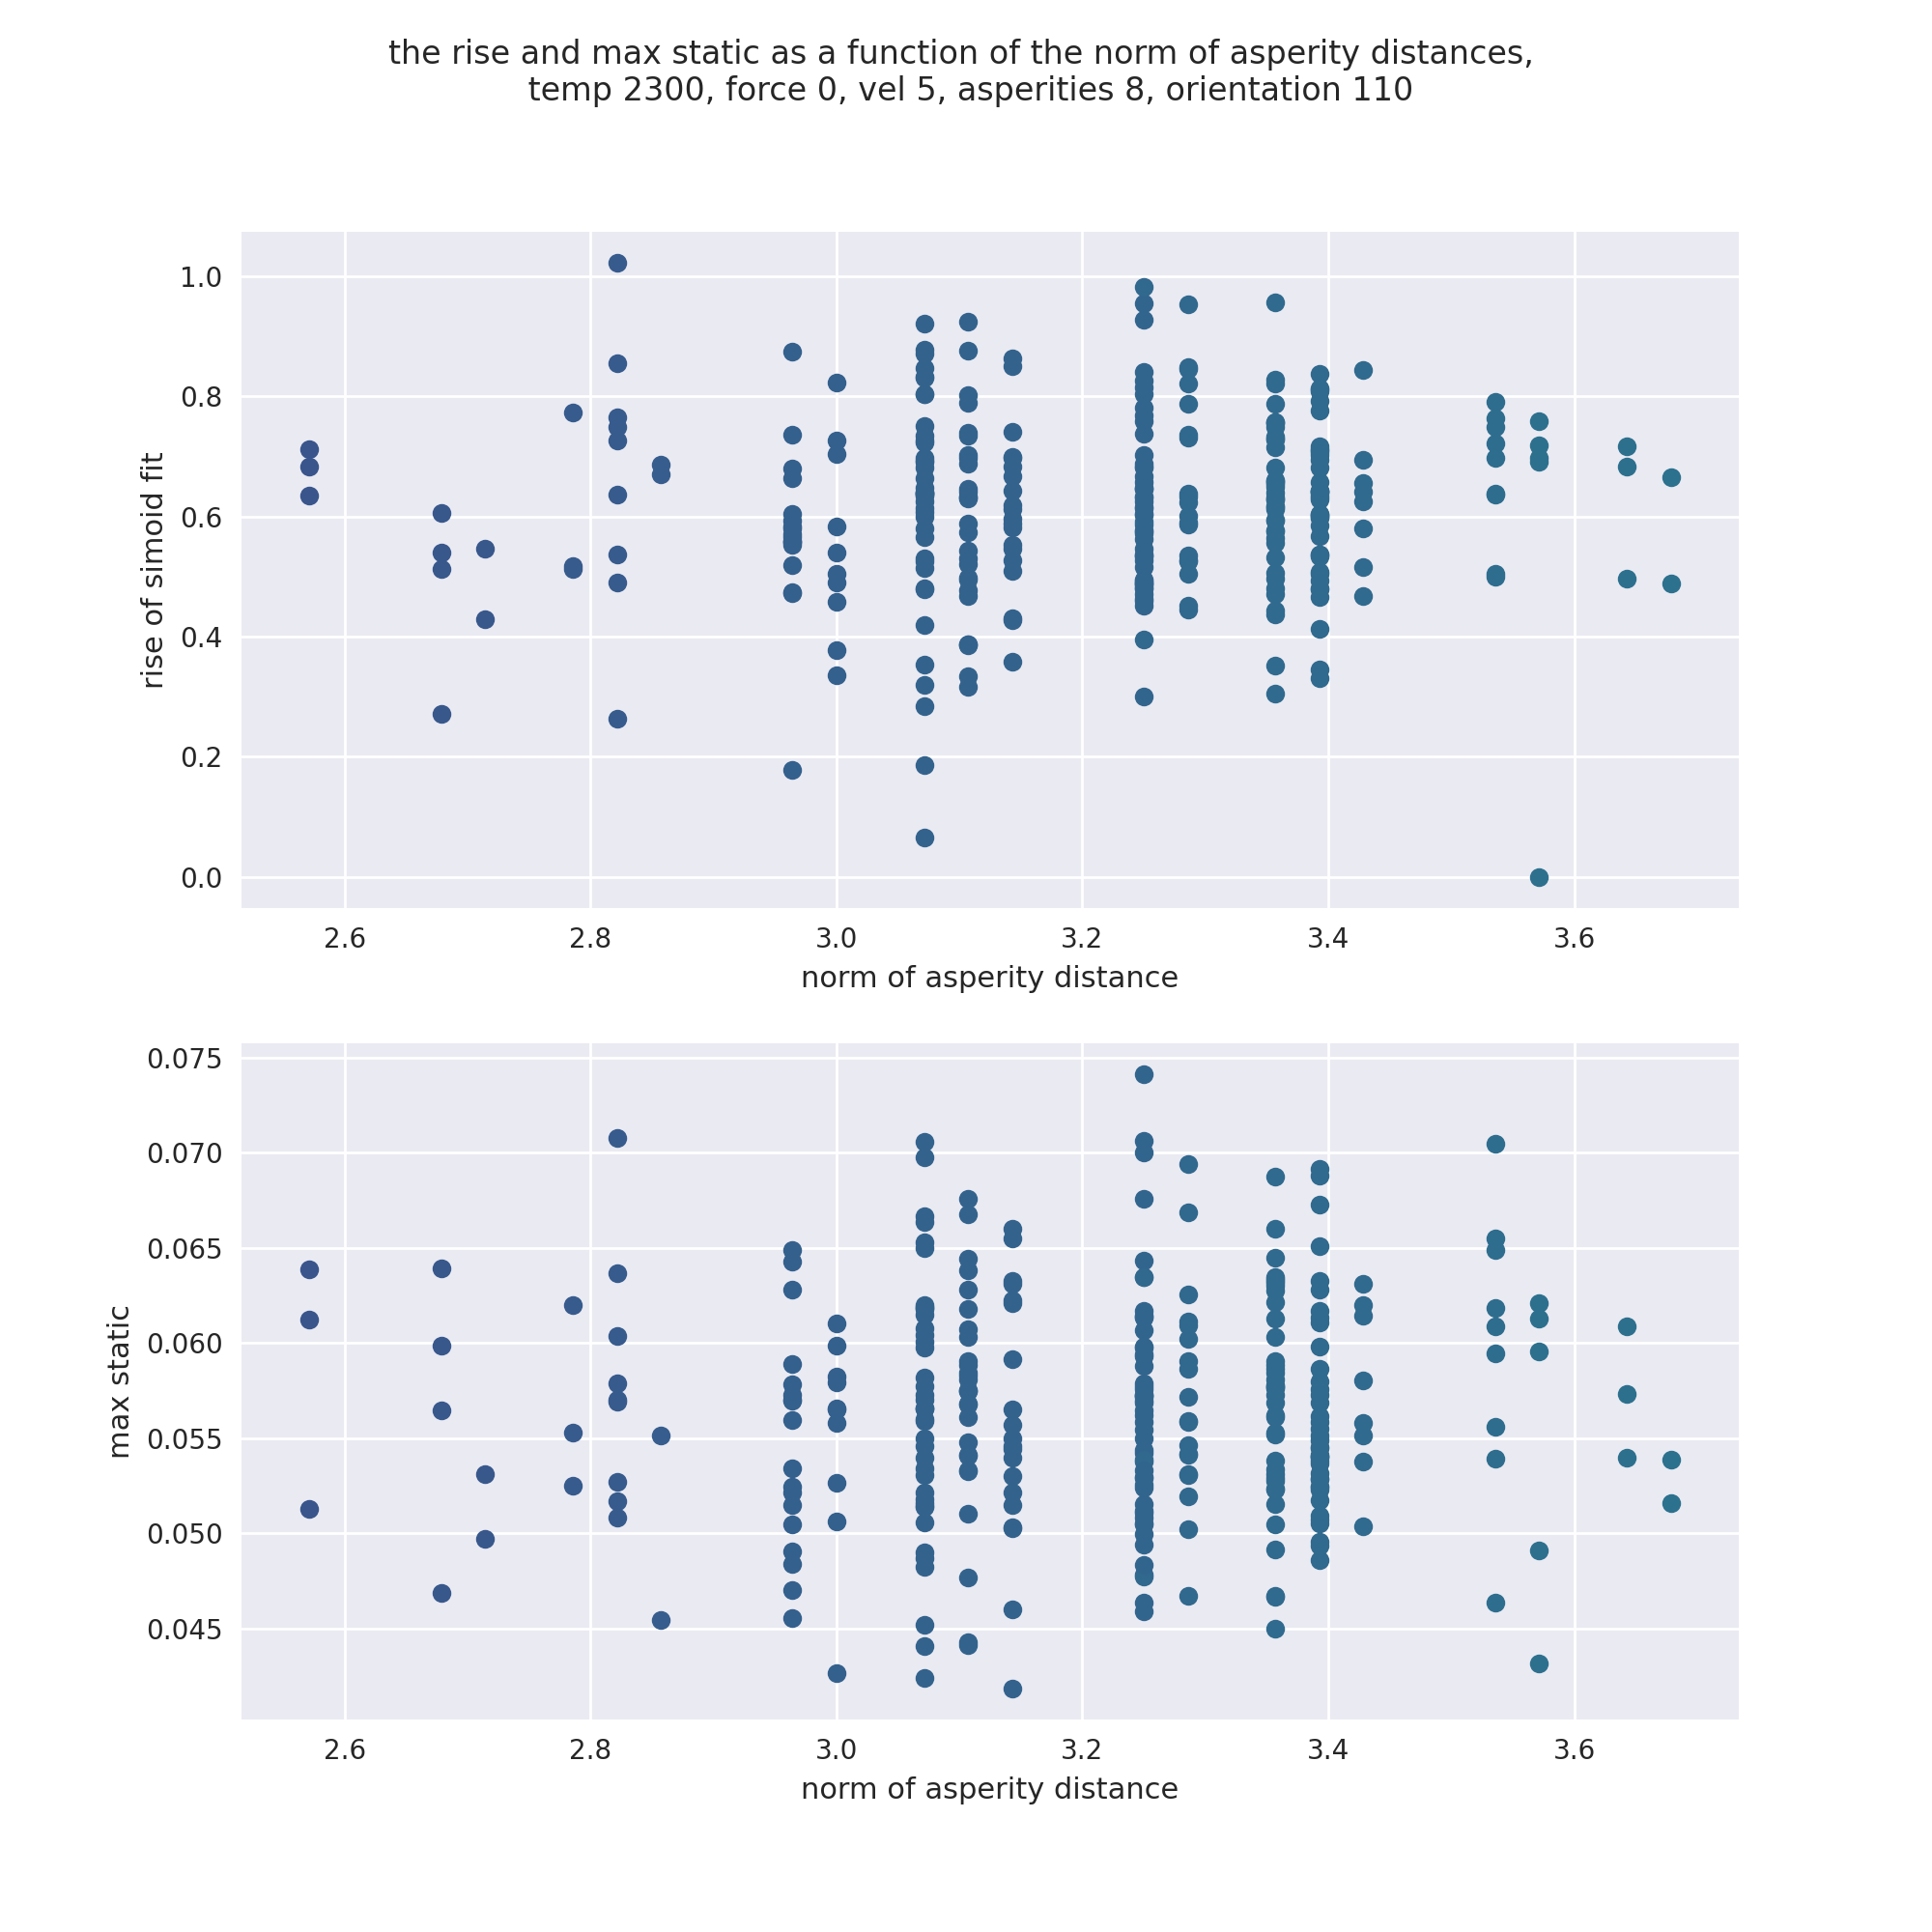 the rise and max static as a function of the norm of asperity distances,
temp 2300, force 0, vel 5, asperities 8, orientation 110
1.0
0.8
0.6
0.4
0.2
0.0
rise of simoid fit
2.6 2.8 3.0 3.2 3.4 3.6
norm of asperity distance
0.075
0.070
0.065
0.060
0.055
0.050
0.045
max static
2.6 2.8 3.0 3.2 3.4 3.6
norm of asperity distance